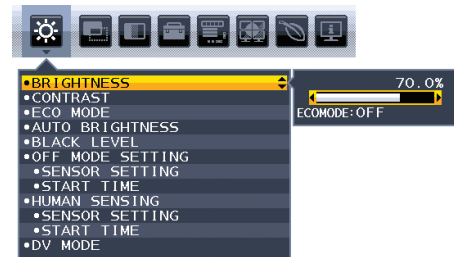 •BRIGHTNESS
•CONTRAST
•ECO MODE
•AUTO BRIGHTNESS
•BLACK LEVEL
•OFF MODE SETTING
•SENSOR SETTING
•START TIME
•HUMAN SENSING
•SENSOR SETTING
•START TIME
•DV MODE
70.0%
ECOMODE:OFF